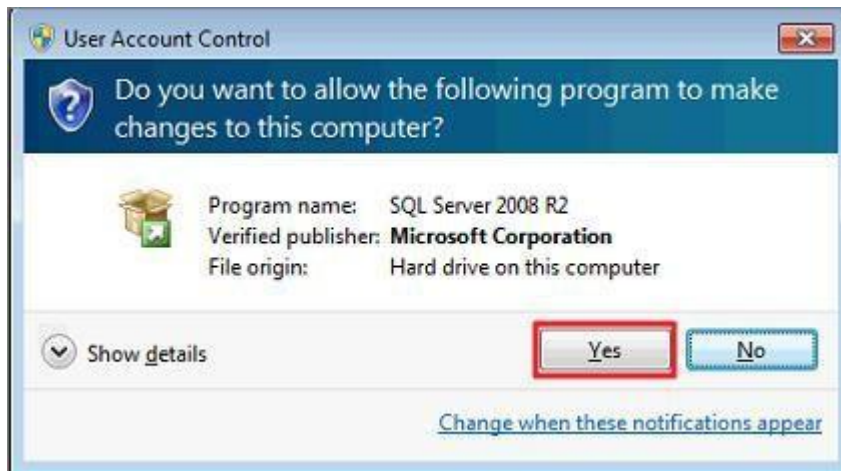 User Account Control
Do you want to allow the following program to make
changes to this computer?
Program name: SQL Server 2008 R2
Verified publisher: Microsoft Corporation
File origin: Hard drive on this computer
Show details
Yes
No
Change when these notifications appear